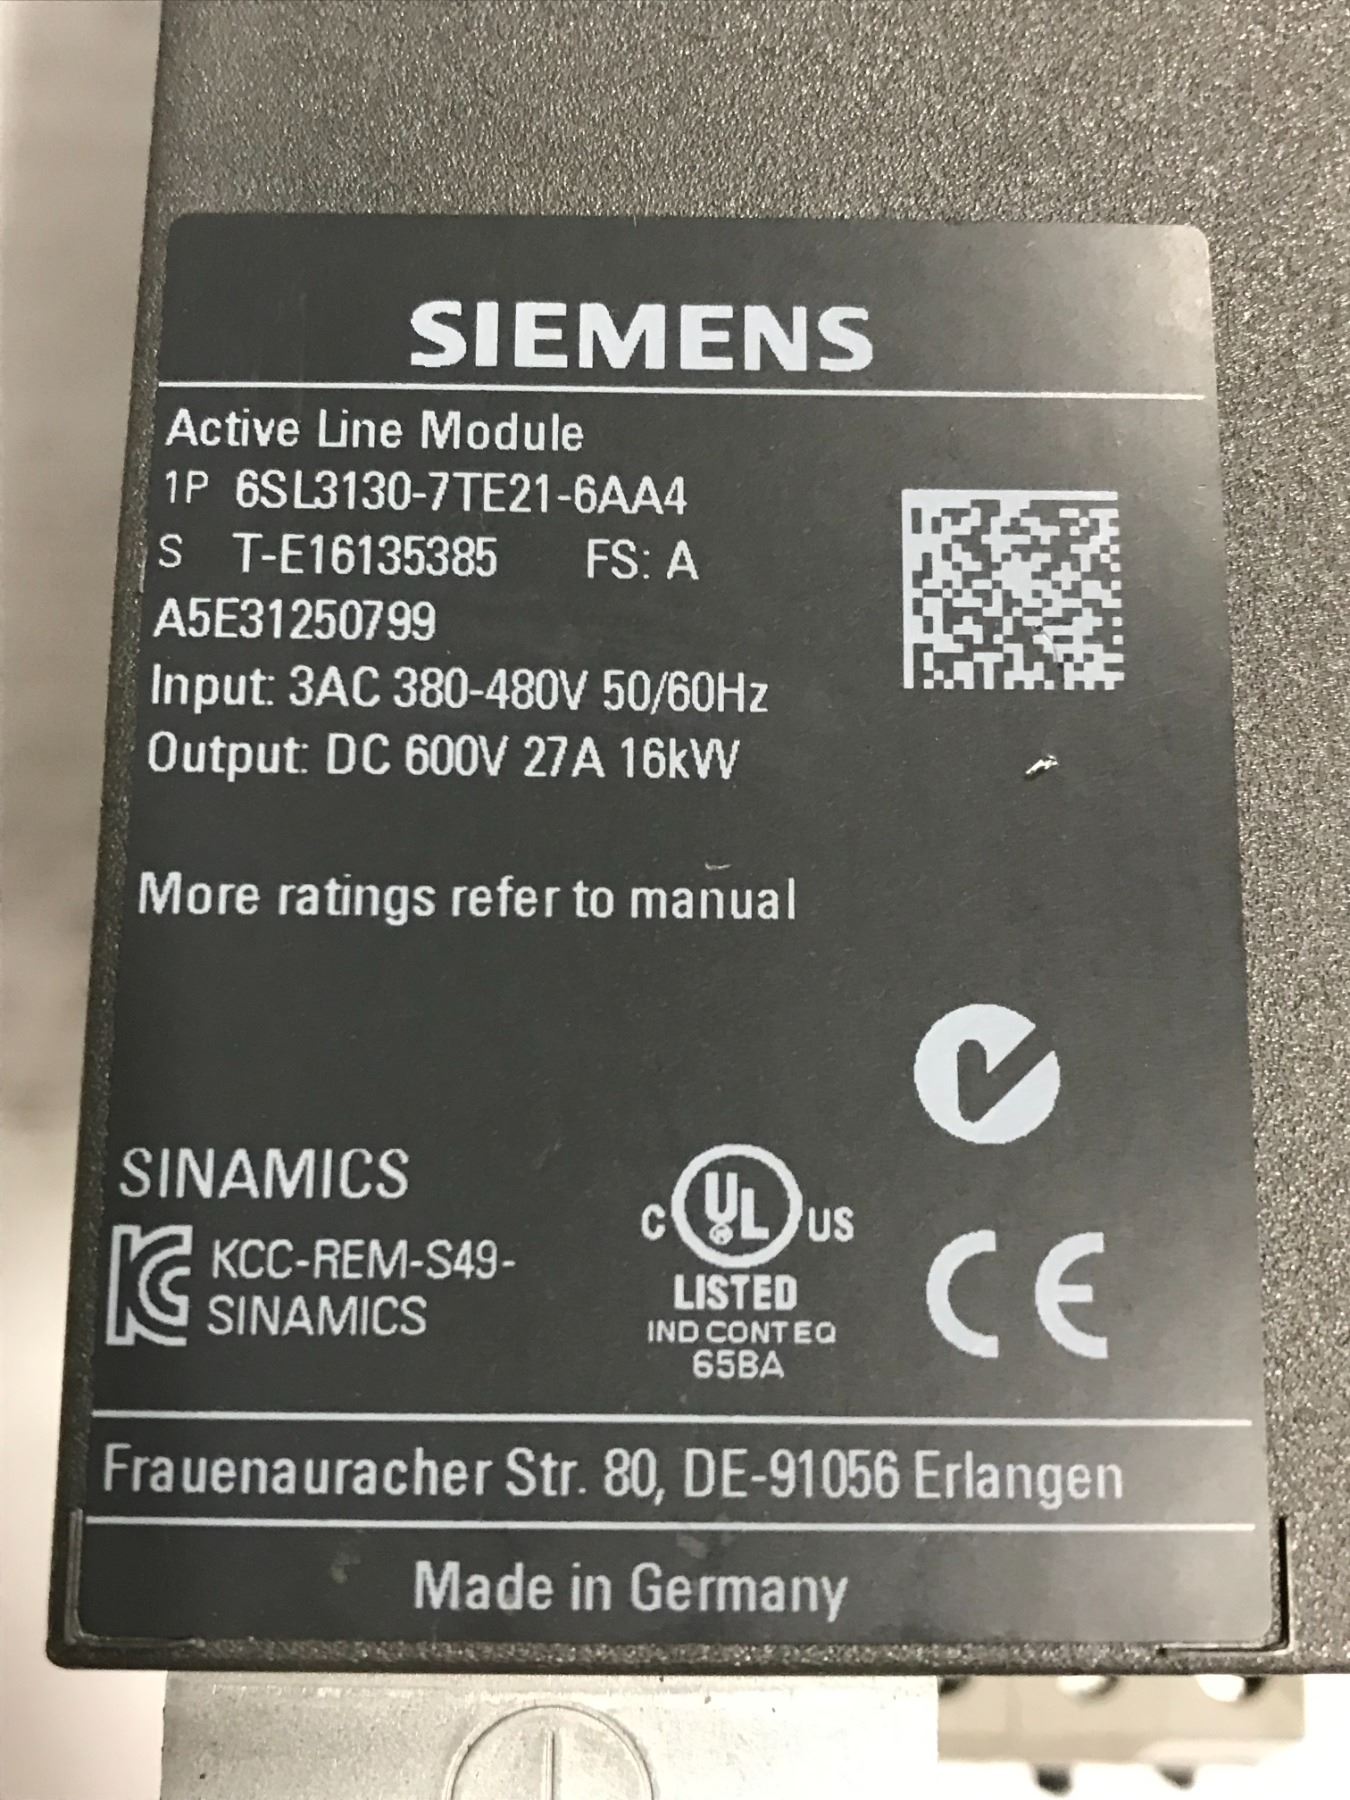 SIEMENS
Active Line Module
1P 6SL3130-7TE21-6AA4
S T-E16135385 FS: A
A5E31250799
Input: 3AC 380-480V 50/60Hz
Output: DC 600V 27A 16kW
More ratings refer to manual
SINAMICS
KC KCC-REM-S49-
SINAMICS
C UL US
LISTED
IND CONT EQ
65BA
CE
Frauenauracher Str. 80, DE-91056 Erlangen
Made in Germany